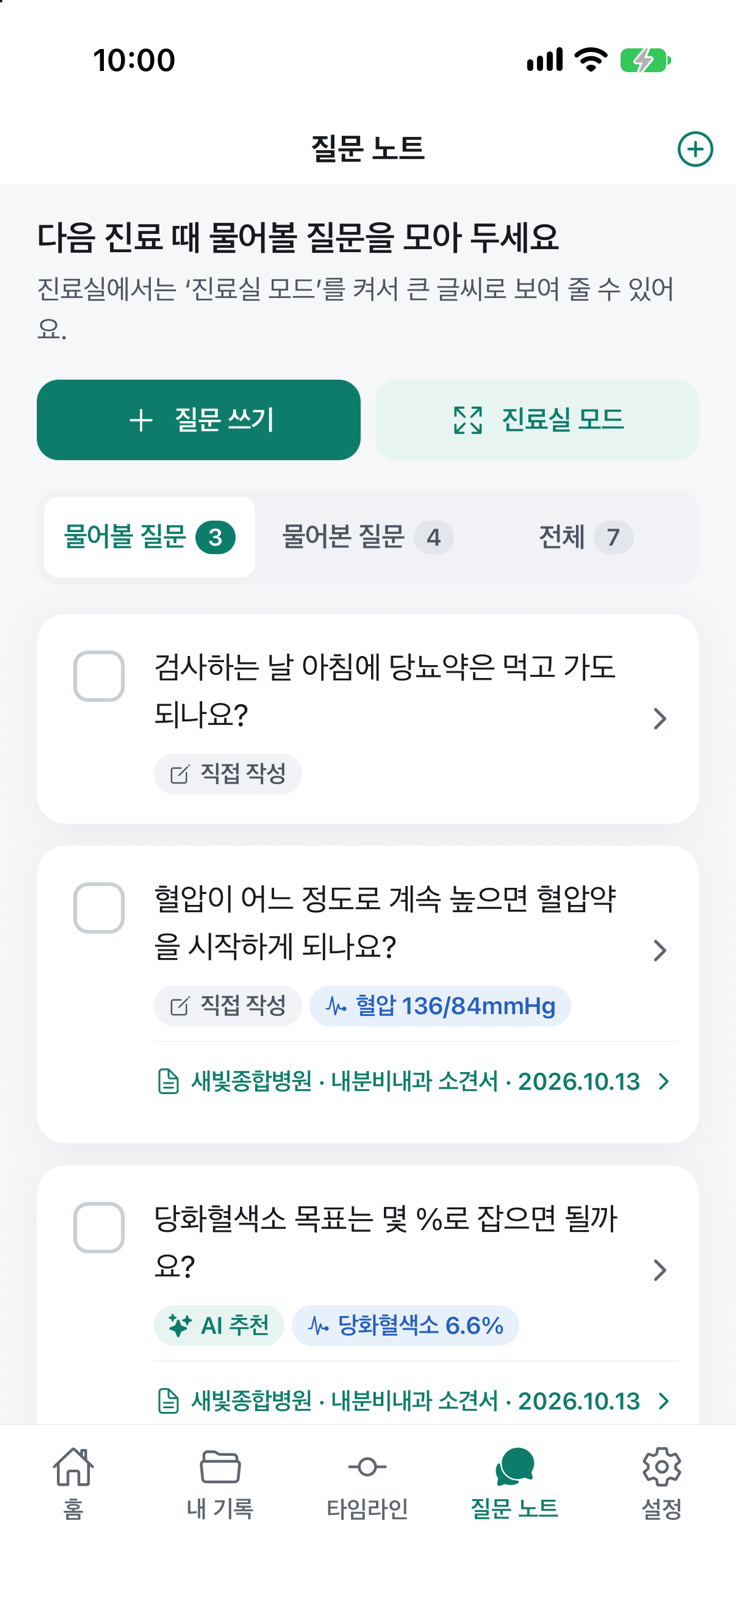 10:00
질문 노트
다음 진료 때 물어볼 질문을 모아 두세요
진료실에서는 ‘진료실 모드’를 켜서 큰 글씨로 보여 줄 수 있어
요.
질문 쓰기
진료실 모드
물어볼 질문 3
물어본 질문 4
전체 7
검사하는 날 아침에 당뇨약은 먹고 가도
되나요?
직접 작성
혈압이 어느 정도로 계속 높으면 혈압약
을 시작하게 되나요?
직접 작성
혈압 136/84mmHg
새빛종합병원 · 내분비내과 소견서 · 2026.10.13
당화혈색소 목표는 몇 %로 잡으면 될까
요?
AI 추천
당화혈색소 6.6%
새빛종합병원 · 내분비내과 소견서 · 2026.10.13
홈
내 기록
타임라인
질문 노트
설정